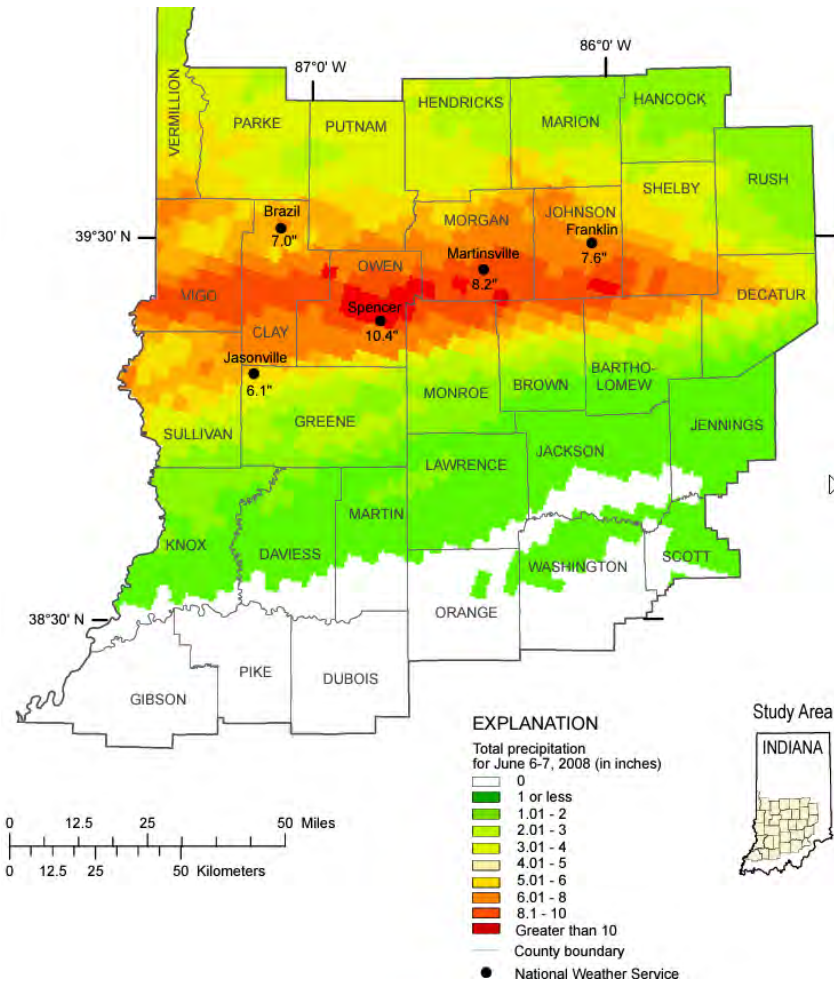 87°0' W
86°0' W
VERMILLION
PARKE
PUTNAM
HENDRICKS
MARION
HANCOCK
RUSH
SHELBY
39°30' N
Brazil
7.0"
MORGAN
JOHNSON
Franklin
7.6"
Martinsville
8.2"
OWEN
VIGO
DECATUR
Spencer
10.4"
CLAY
Jasonville
6.1"
BARTHO-
LOMEW
BROWN
MONROE
GREENE
SULLIVAN
JENNINGS
JACKSON
LAWRENCE
MARTIN
KNOX
DAVIESS
WASHINGTON
SCOTT
ORANGE
38°30' N
PIKE
DUBOIS
GIBSON
EXPLANATION
Total precipitation
for June 6-7, 2008 (in inches)
0
1 or less
1.01 - 2
2.01 - 3
3.01 - 4
4.01 - 5
5.01 - 6
6.01 - 8
8.1 - 10
Greater than 10
County boundary
National Weather Service
Study Area
INDIANA
0 12.5 25 50 Miles
0 12.5 25 50 Kilometers